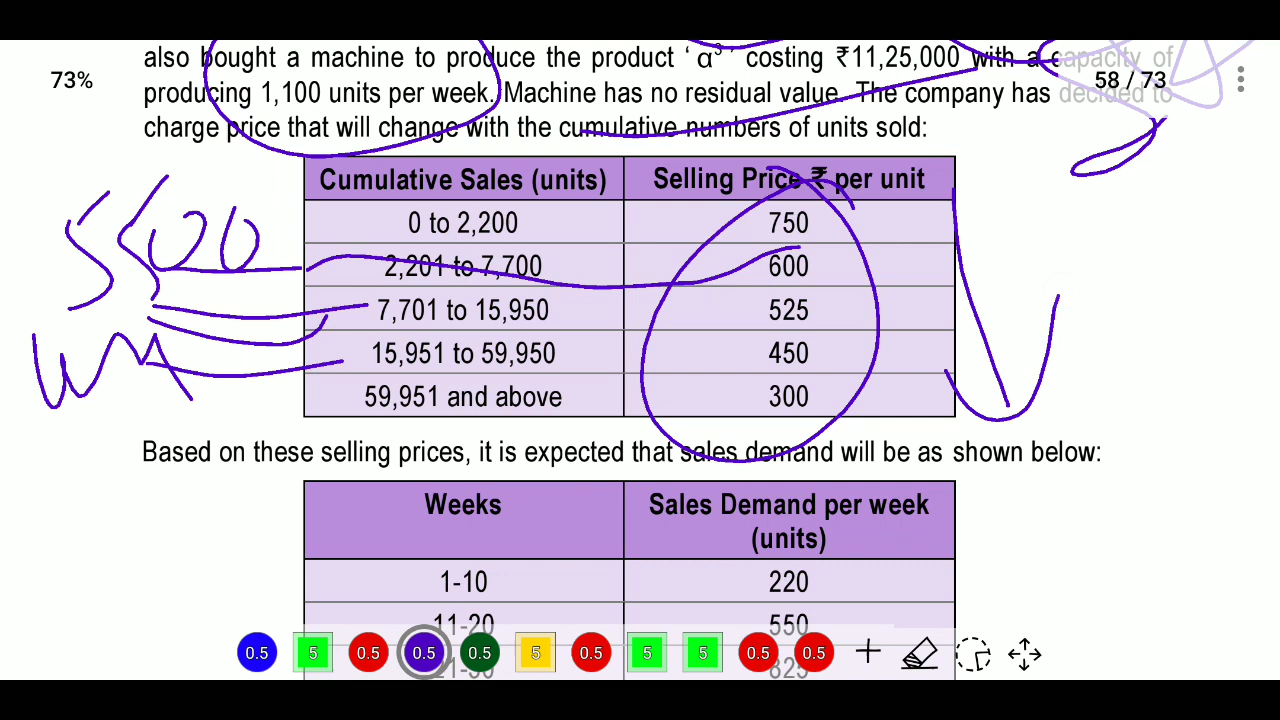 also bought a machine to produce the product ‘ α³ ’ costing ₹11,25,000 with a capacity of
73%
58 / 73
producing 1,100 units per week. Machine has no residual value. The company has decided to
charge price that will change with the cumulative numbers of units sold:
Cumulative Sales (units) Selling Price ₹ per unit
0 to 2,200 750
2,201 to 7,700 600
7,701 to 15,950 525
15,951 to 59,950 450
59,951 and above 300
5500
Based on these selling prices, it is expected that sales demand will be as shown below:
Weeks Sales Demand per week
(units)
1-10 220
11-20 550
21-30 825
0.5 5 0.5 0.5 0.5 5 0.5 5 5 0.5 0.5